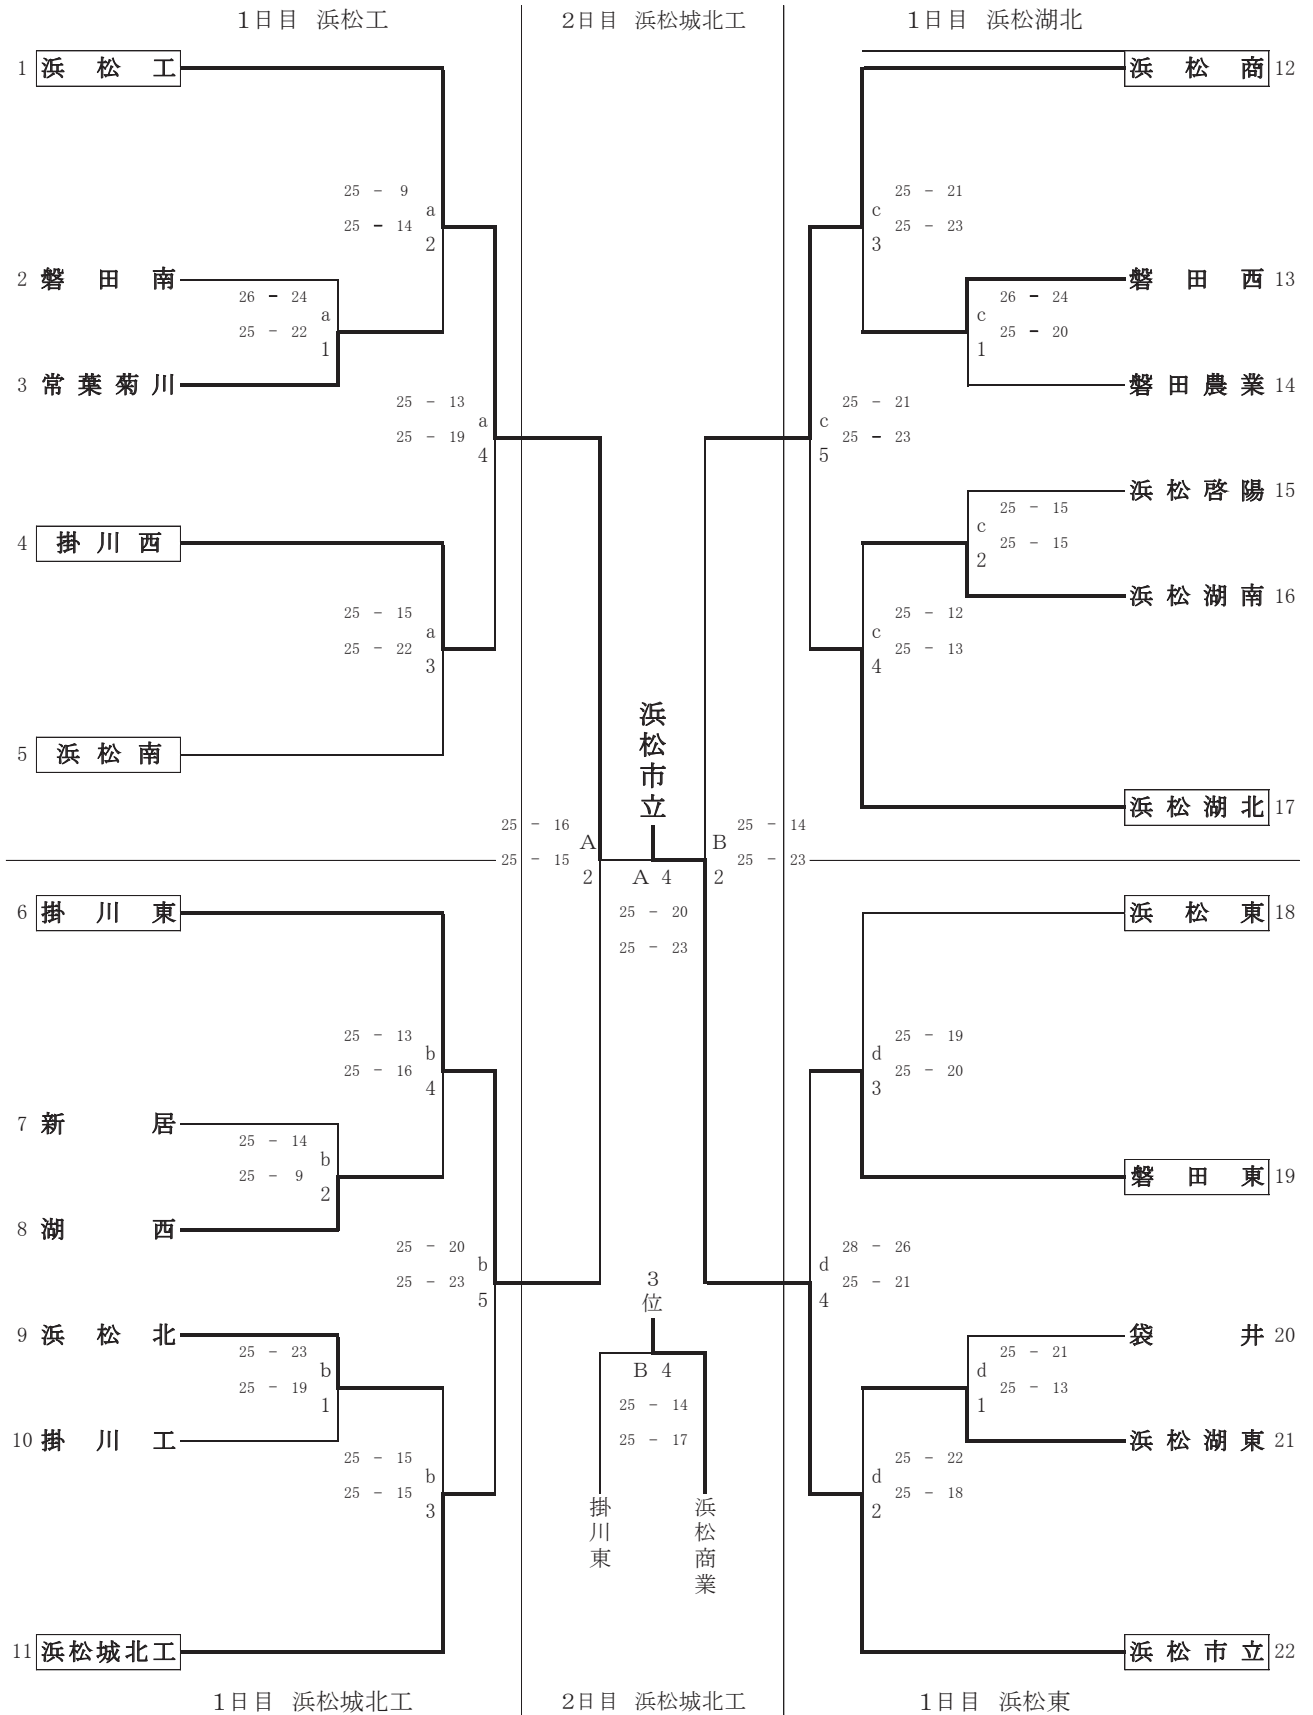 1日目 浜松工
2日目 浜松城北工
1日目 浜松湖北
1 浜松工
25 - 9
25 - 14
a
2
2 磐田南
26 - 24
25 - 22
a
1
3 常葉菊川
25 - 13
25 - 19
a
4
4 掛川西
25 - 15
25 - 22
a
3
5 浜松南
6 掛川東
25 - 13
25 - 16
b
4
7 新居
25 - 14
25 - 9
b
2
8 湖西
25 - 20
25 - 23
b
5
9 浜松北
25 - 23
25 - 19
b
1
10 掛川工
25 - 15
25 - 15
b
3
11 浜松城北工
1日目 浜松城北工
浜松市立
25 - 16
25 - 15
A
2
A 4
25 - 20
25 - 23
B
2
25 - 14
25 - 23
3位
B 4
25 - 14
25 - 17
掛川東
浜松商業
2日目 浜松城北工
浜松商 12
c
3
25 - 21
25 - 23
磐田西 13
c
1
26 - 24
25 - 20
磐田農業 14
c
5
25 - 21
25 - 23
浜松啓陽 15
c
2
25 - 15
25 - 15
浜松湖南 16
c
4
25 - 12
25 - 13
浜松湖北 17
浜松東 18
d
3
25 - 19
25 - 20
磐田東 19
d
4
28 - 26
25 - 21
袋井 20
d
1
25 - 21
25 - 13
浜松湖東 21
d
2
25 - 22
25 - 18
浜松市立 22
1日目 浜松東